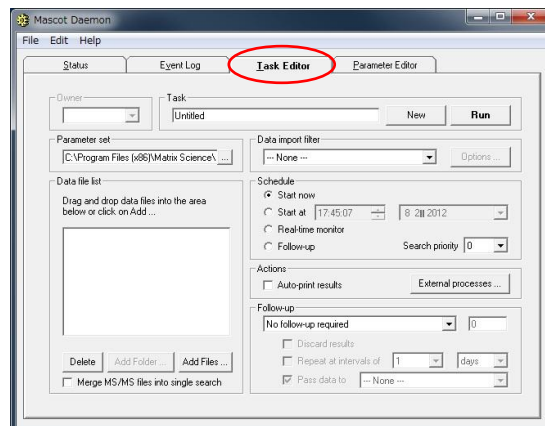 Mascot Daemon
File Edit Help
Status Event Log Task Editor Parameter Editor
Owner Task
Untitled New Run
Parameter set Data import filter
C:\Program Files (x86)\Matrix Science\ ... --- None --- Options ...
Data file list Schedule
Drag and drop data files into the area
below or click on Add ...
Start now
Start at 17:45:07 8 2月 2012
Real-time monitor
Follow-up Search priority 0
Actions
Auto-print results External processes ...
Follow-up
No follow-up required 0
Discard results
Repeat at intervals of 1 days
Pass data to --- None ---
Delete Add Folder ... Add Files ...
Merge MS/MS files into single search